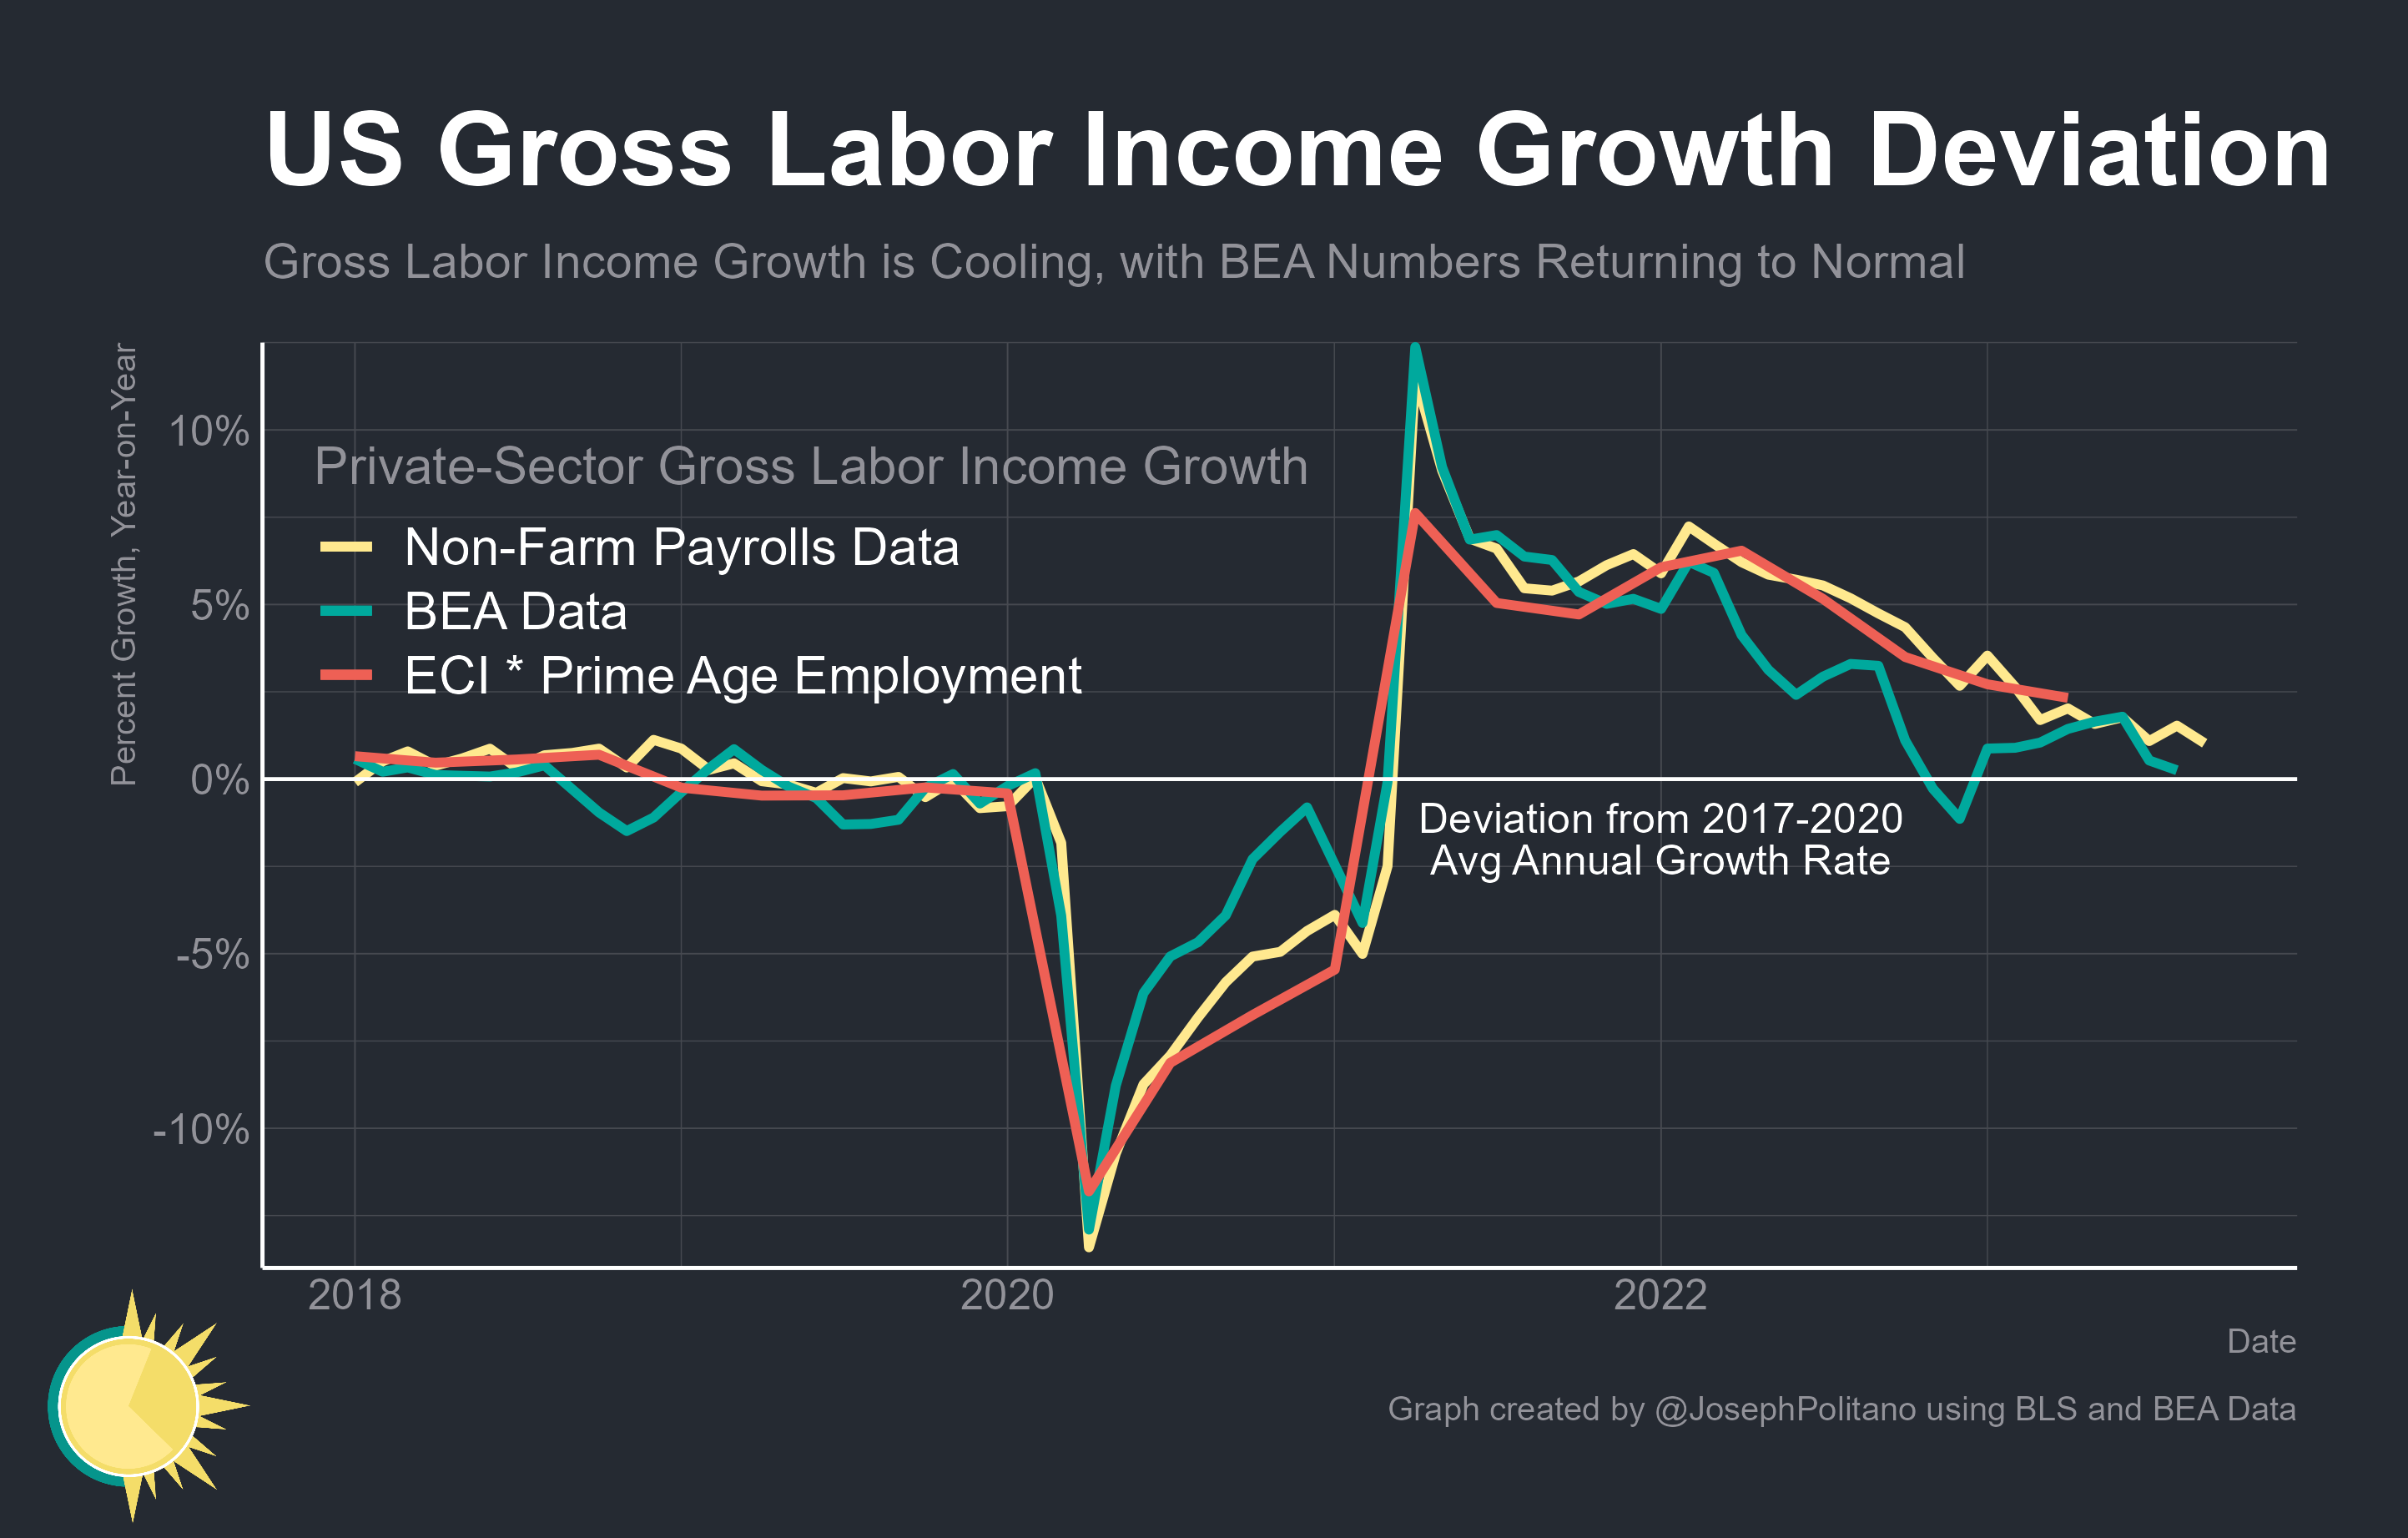 US Gross Labor Income Growth Deviation
Gross Labor Income Growth is Cooling, with BEA Numbers Returning to Normal
Percent Growth, Year-on-Year
10%
5%
0%
-5%
-10%
Private-Sector Gross Labor Income Growth
Non-Farm Payrolls Data
BEA Data
ECI * Prime Age Employment
Deviation from 2017-2020
Avg Annual Growth Rate
2018
2020
2022
Date
Graph created by @JosephPolitano using BLS and BEA Data